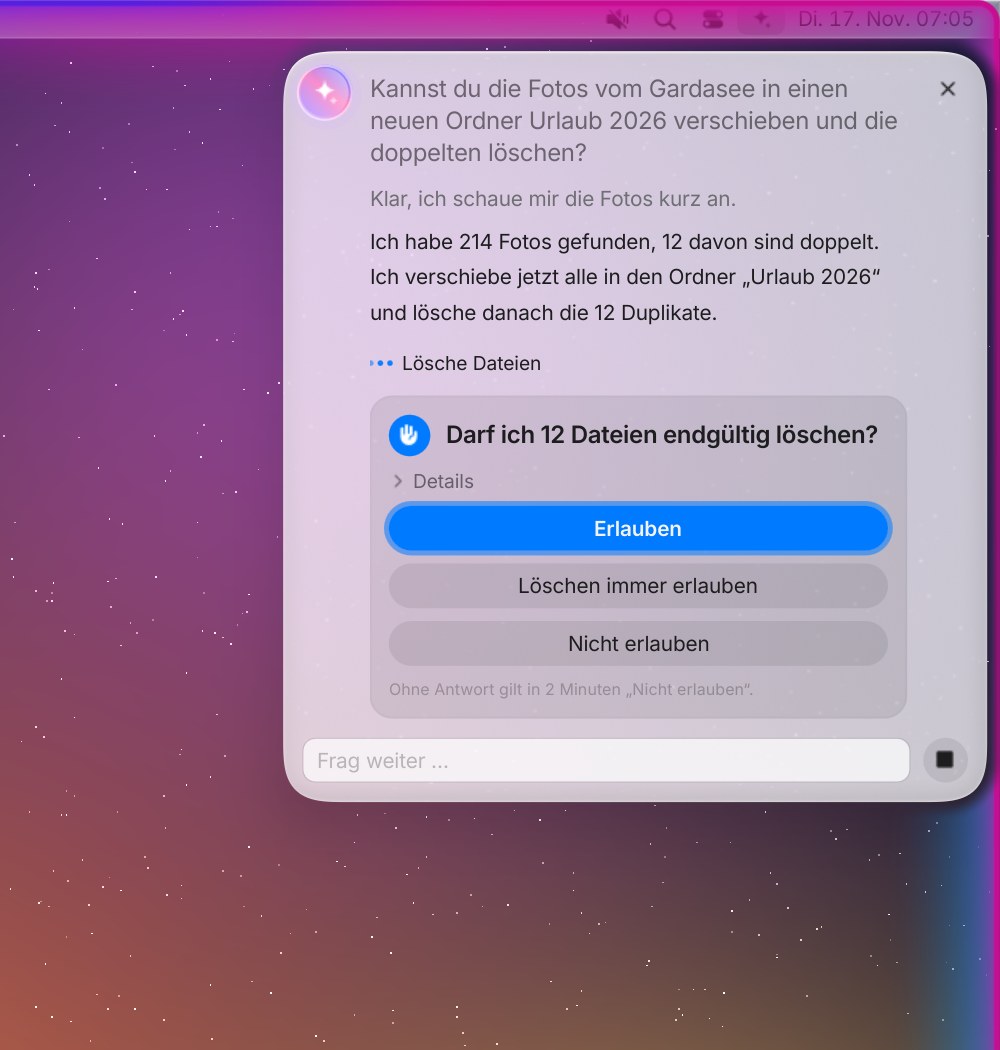 Di. 17. Nov. 07:05
Kannst du die Fotos vom Gardasee in einen
neuen Ordner Urlaub 2026 verschieben und die
doppelten löschen?
Klar, ich schaue mir die Fotos kurz an.
Ich habe 214 Fotos gefunden, 12 davon sind doppelt.
Ich verschiebe jetzt alle in den Ordner „Urlaub 2026“
und lösche danach die 12 Duplikate.
Lösche Dateien
Darf ich 12 Dateien endgültig löschen?
Details
Erlauben
Löschen immer erlauben
Nicht erlauben
Ohne Antwort gilt in 2 Minuten „Nicht erlauben“.
Frag weiter ...